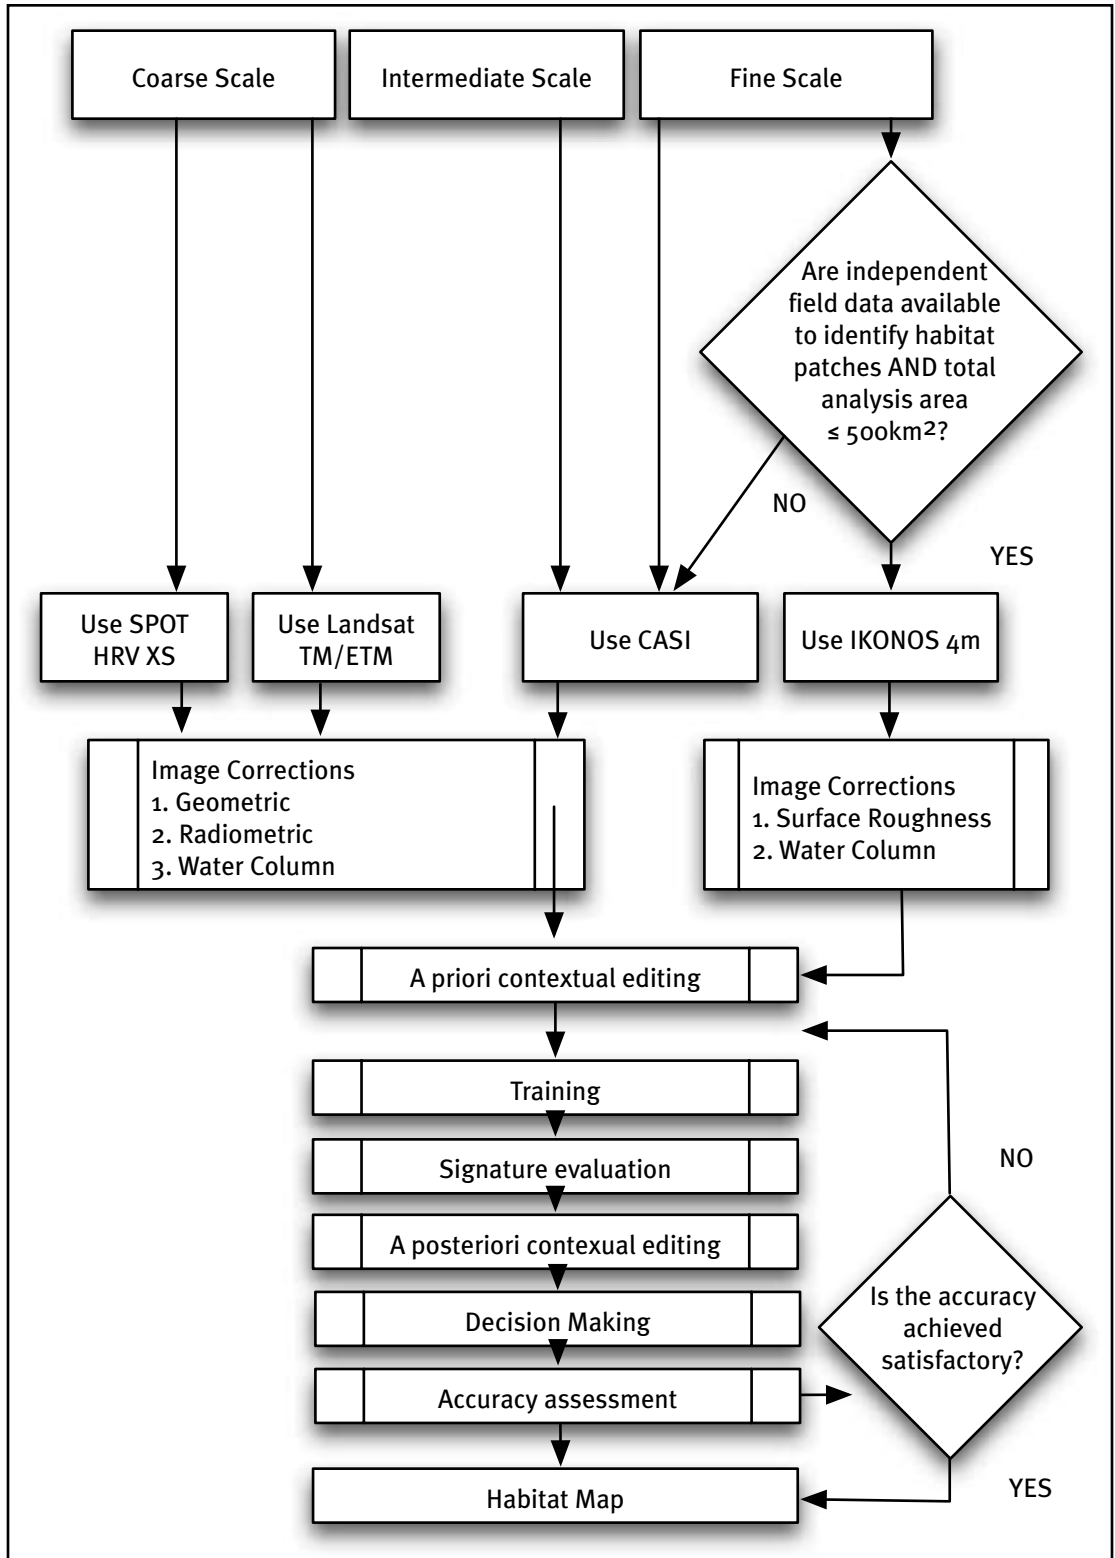 Coarse Scale
Intermediate Scale
Fine Scale
Are independent
field data available
to identify habitat
patches AND total
analysis area
≤ 500km²?
NO
YES
Use SPOT
HRV XS
Use Landsat
TM/ETM
Use CASI
Use IKONOS 4m
Image Corrections
1. Geometric
2. Radiometric
3. Water Column
Image Corrections
1. Surface Roughness
2. Water Column
A priori contextual editing
Training
Signature evaluation
NO
A posteriori contexual editing
Is the accuracy
achieved
satisfactory?
Decision Making
Accuracy assessment
YES
Habitat Map